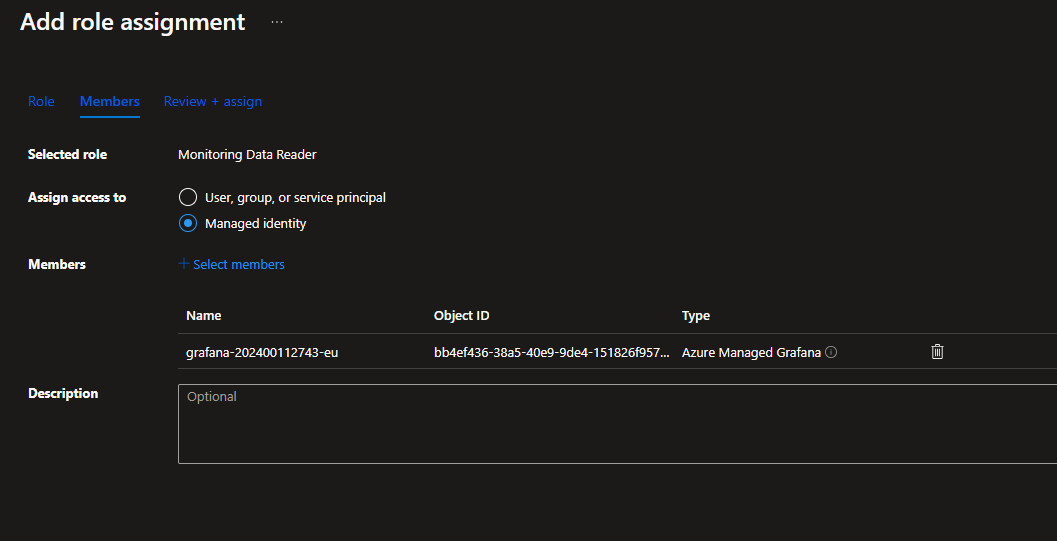 Add role assignment ...
Role Members Review + assign
Selected role Monitoring Data Reader
Assign access to User, group, or service principal
Managed identity
Members + Select members
Name Object ID Type
grafana-202400112743-eu bb4ef436-38a5-40e9-9de4-151826f957... Azure Managed Grafana
Description Optional